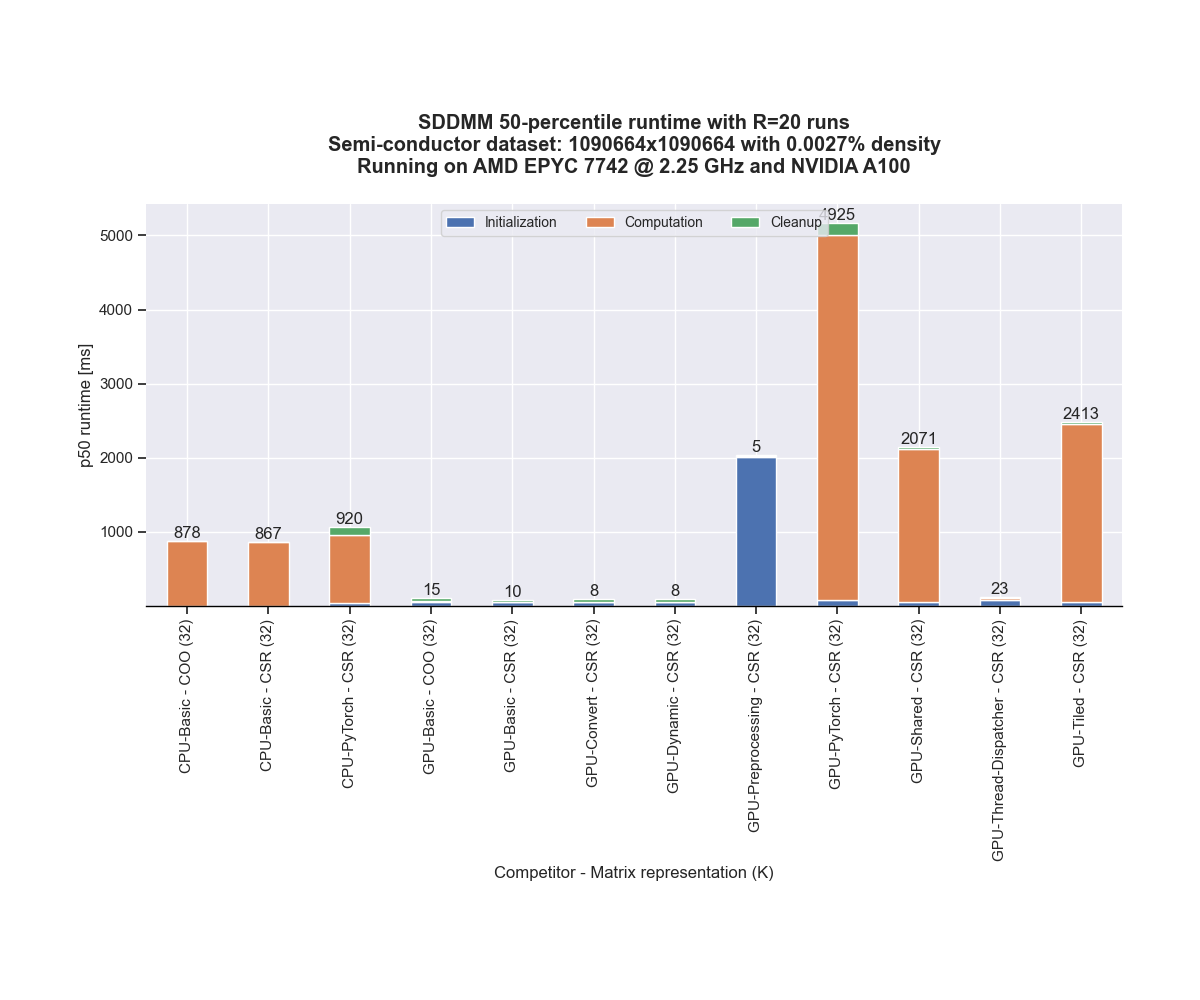 SDDMM 50-percentile runtime with R=20 runs
Semi-conductor dataset: 1090664x1090664 with 0.0027% density
Running on AMD EPYC 7742 @ 2.25 GHz and NVIDIA A100
Initialization Computation Cleanup
p50 runtime [ms]
5000
4000
3000
2000
1000
878
867
920
15
10
8
8
5
4925
2071
23
2413
CPU-Basic - COO (32)
CPU-Basic - CSR (32)
CPU-PyTorch - CSR (32)
GPU-Basic - COO (32)
GPU-Basic - CSR (32)
GPU-Convert - CSR (32)
GPU-Dynamic - CSR (32)
GPU-Preprocessing - CSR (32)
GPU-PyTorch - CSR (32)
GPU-Shared - CSR (32)
GPU-Thread-Dispatcher - CSR (32)
GPU-Tiled - CSR (32)
Competitor - Matrix representation (K)